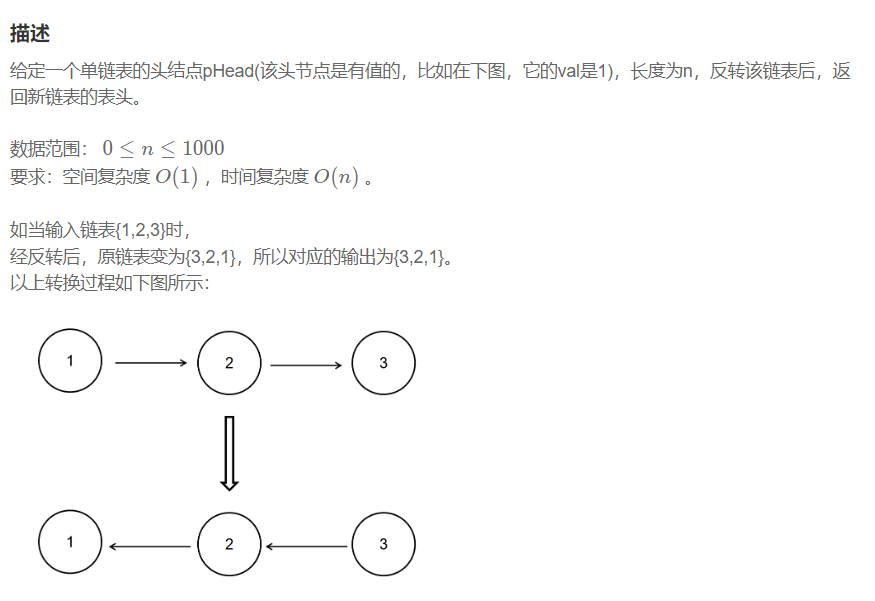 描述
给定一个单链表的头结点pHead(该头节点是有值的，比如在下图，它的val是1)，长度为n，反转该链表后，返
回新链表的表头。
数据范围： 0 ≤ n ≤ 1000
要求：空间复杂度 O(1) ，时间复杂度 O(n) 。
如当输入链表{1,2,3}时，
经反转后，原链表变为{3,2,1}，所以对应的输出为{3,2,1}。
以上转换过程如下图所示：
1 2 3
1 2 3